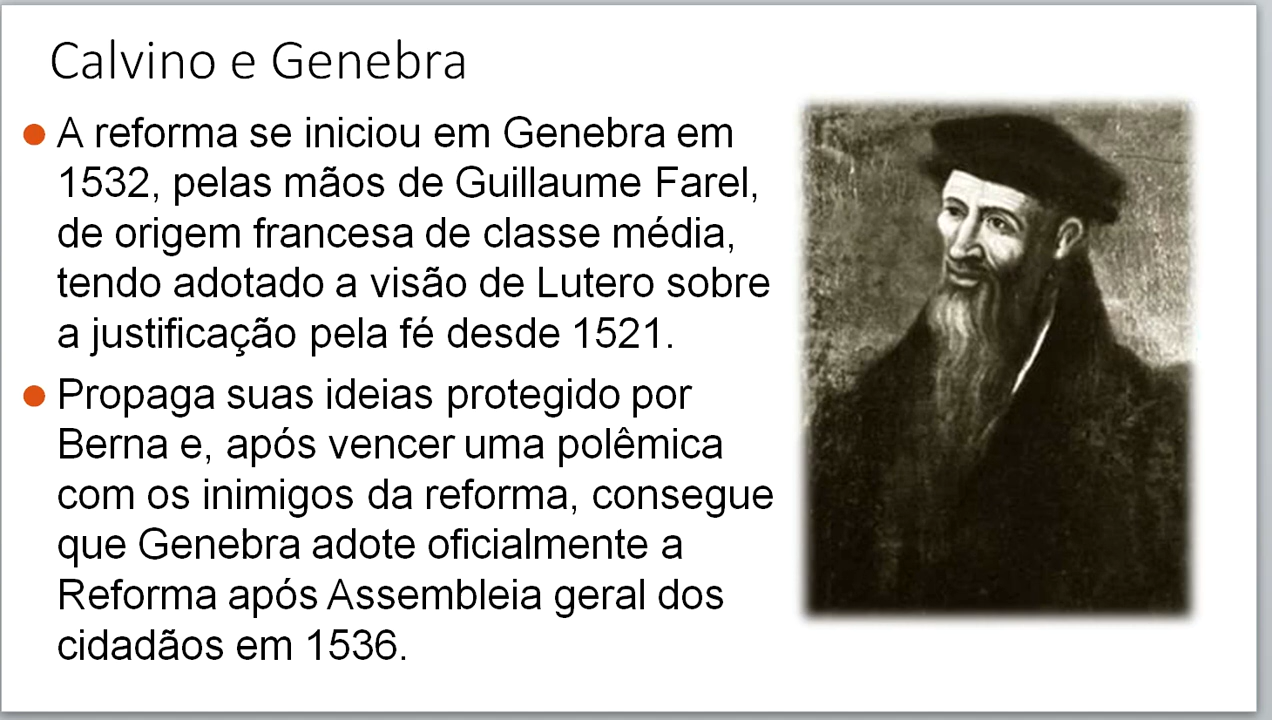 Calvino e Genebra
● A reforma se iniciou em Genebra em
1532, pelas mãos de Guillaume Farel,
de origem francesa de classe média,
tendo adotado a visão de Lutero sobre
a justificação pela fé desde 1521.
● Propaga suas ideias protegido por
Berna e, após vencer uma polêmica
com os inimigos da reforma, consegue
que Genebra adote oficialmente a
Reforma após Assembleia geral dos
cidadãos em 1536.